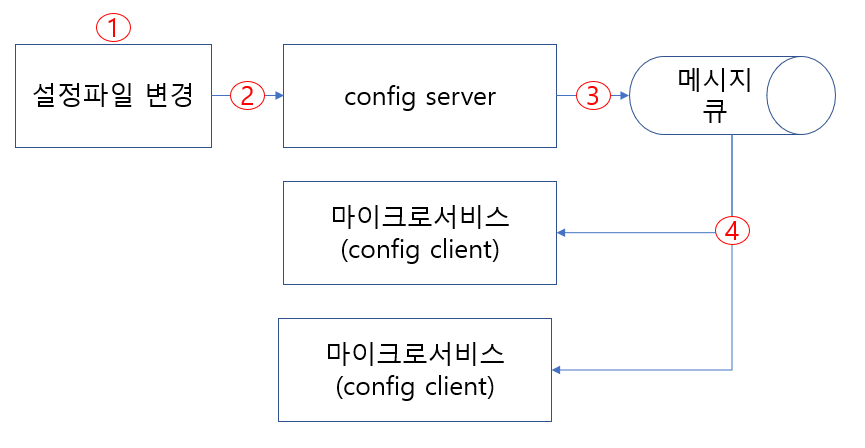 ①
설정파일 변경
②
config server
③
메시지
큐
마이크로서비스
(config client)
④
마이크로서비스
(config client)